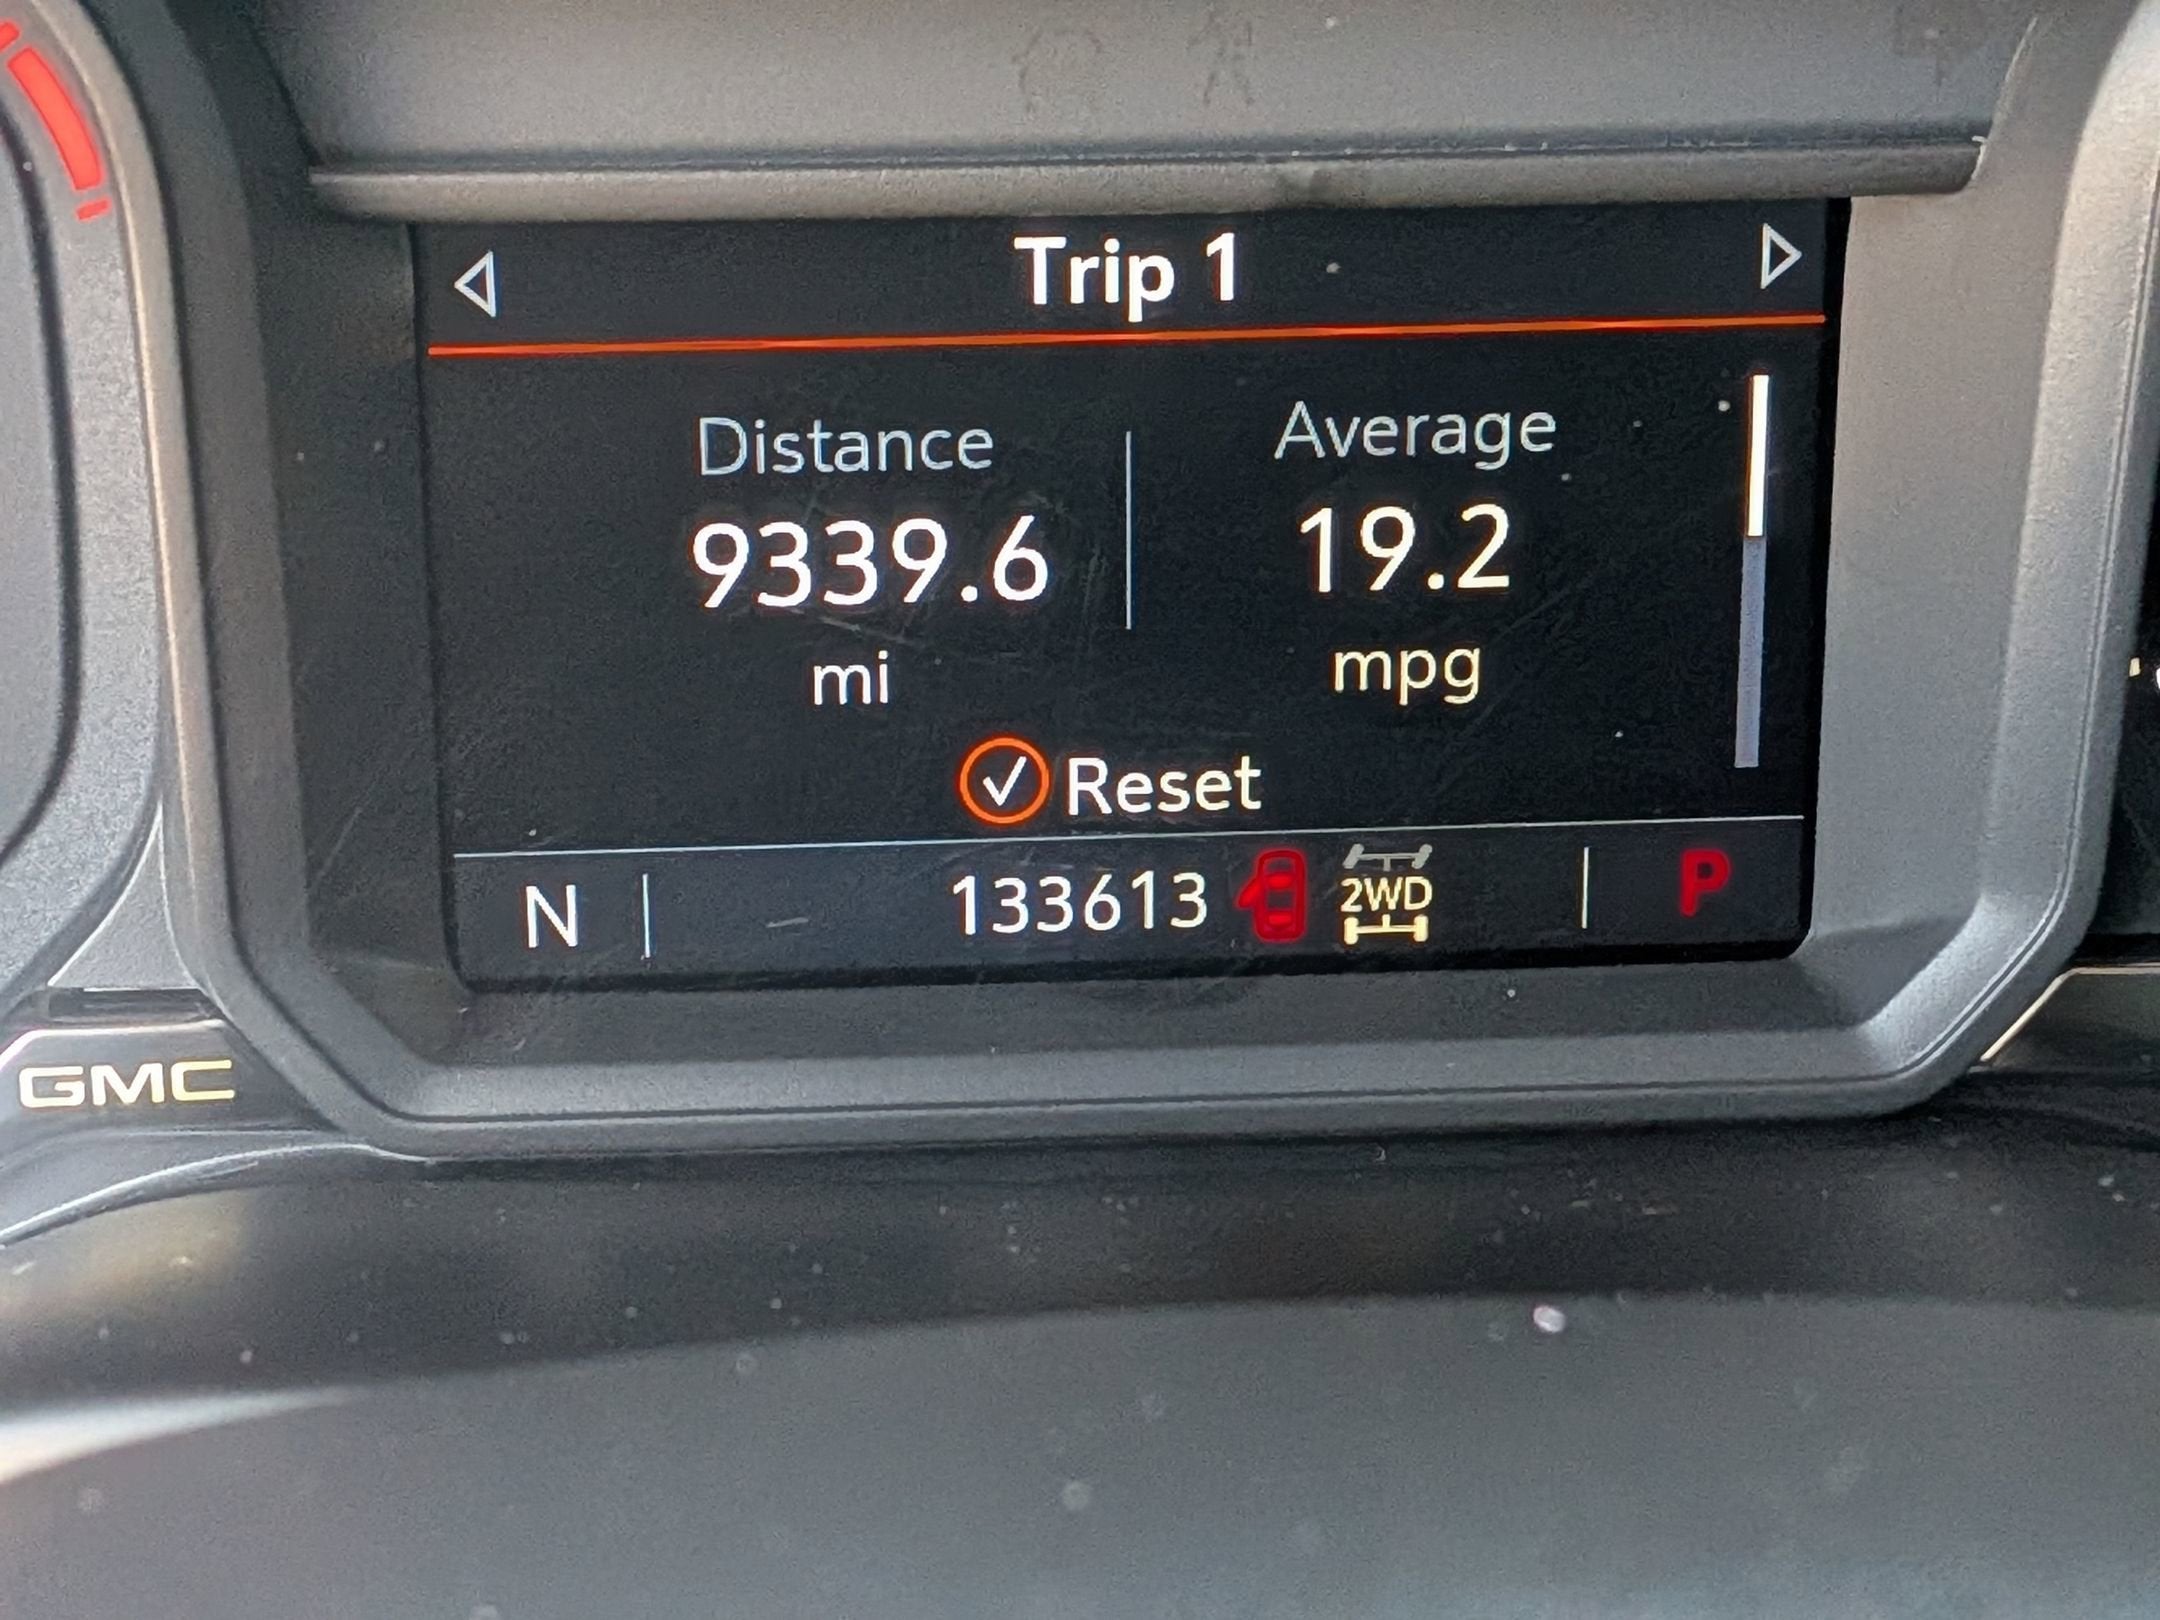 Trip 1
Distance
Average
9339.6
19.2
mi
mpg
Reset
N
133613
2WD
P
GMC